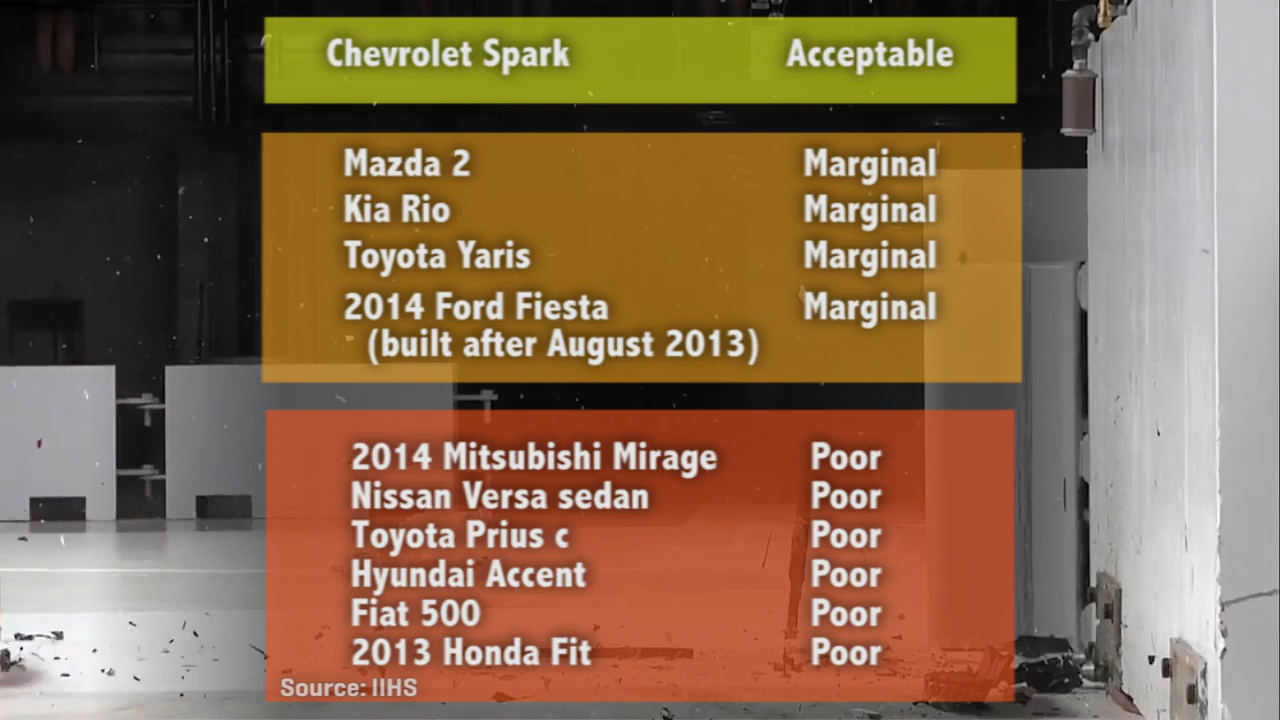 Chevrolet Spark Acceptable
Mazda 2 Marginal
Kia Rio Marginal
Toyota Yaris Marginal
2014 Ford Fiesta Marginal
(built after August 2013)
2014 Mitsubishi Mirage Poor
Nissan Versa sedan Poor
Toyota Prius c Poor
Hyundai Accent Poor
Fiat 500 Poor
2013 Honda Fit Poor
Source: IIHS